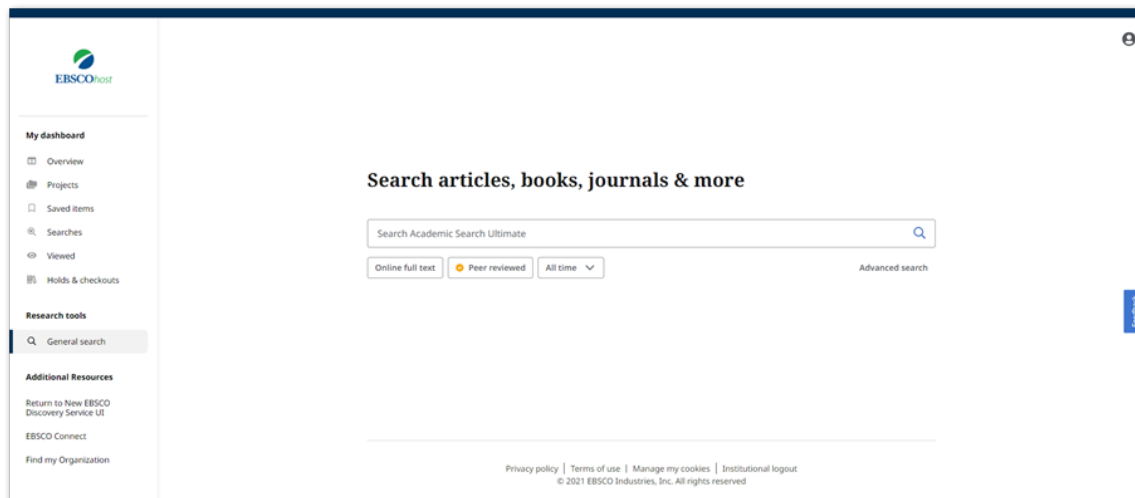 EBSCOhost
My dashboard
Overview
Projects
Saved items
Searches
Viewed
Holds & checkouts
Research tools
General search
Additional Resources
Return to New EBSCO
Discovery Service UI
EBSCO Connect
Find my Organization
Search articles, books, journals & more
Search Academic Search Ultimate
Online full text Peer reviewed All time Advanced search
Privacy policy | Terms of use | Manage my cookies | Institutional logout
© 2021 EBSCO Industries, Inc. All rights reserved